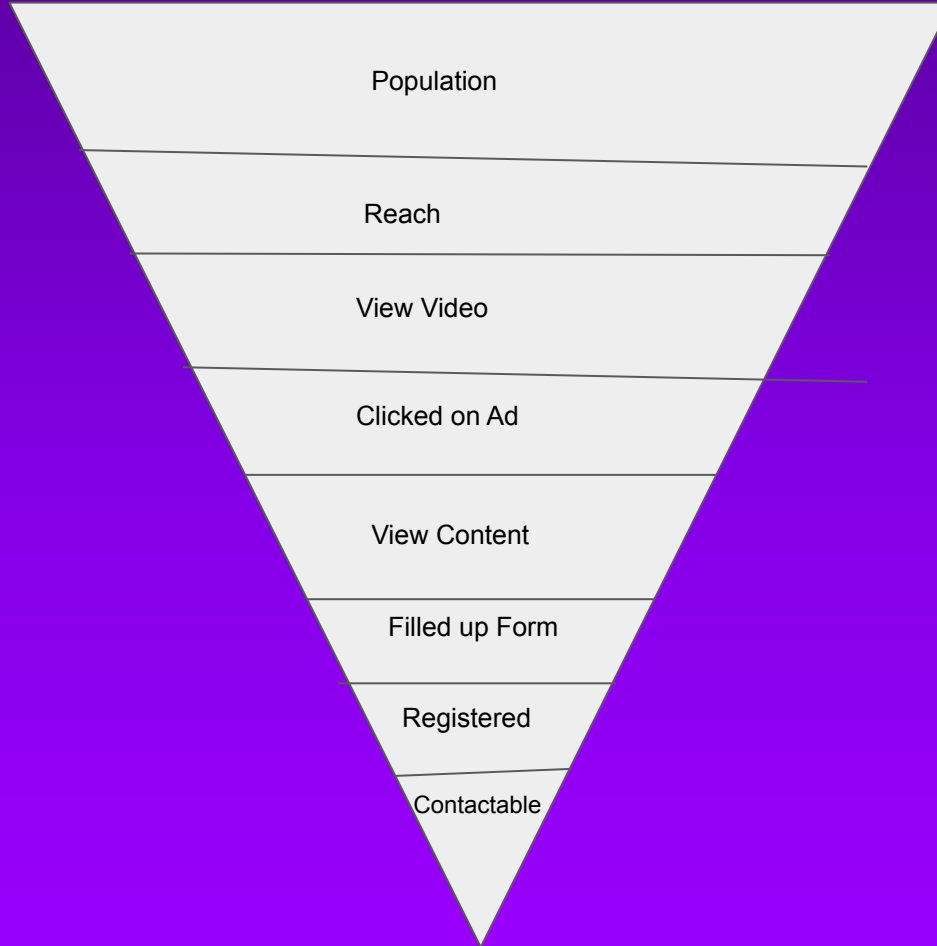 Population
Reach
View Video
Clicked on Ad
View Content
Filled up Form
Registered
Contactable